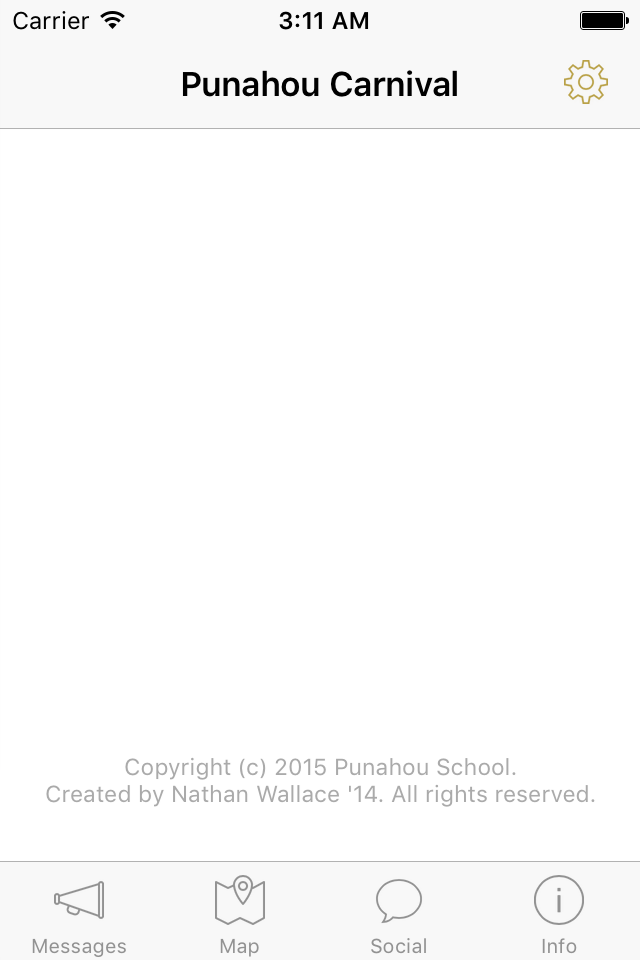 Carrier 3:11 AM
Punahou Carnival
Copyright (c) 2015 Punahou School.
Created by Nathan Wallace '14. All rights reserved.
Messages Map Social Info